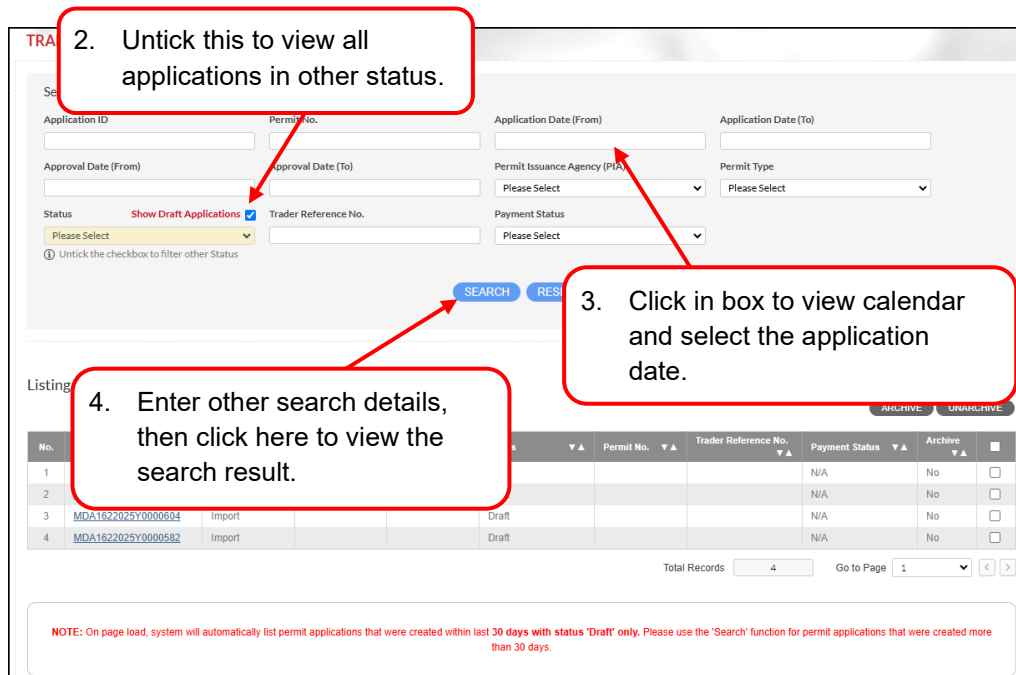 TRA
2. Untick this to view all
applications in other status.
Se
Application ID Permit No. Application Date (From) Application Date (To)
Approval Date (From) Approval Date (To) Permit Issuance Agency (PIA) Permit Type
Please Select Please Select
Status Show Draft Applications Trader Reference No. Payment Status
Please Select Please Select
Untick the checkbox to filter other Status
SEARCH RES
3. Click in box to view calendar
and select the application
date.
Listing
4. Enter other search details,
then click here to view the
search result.
ARCHIVE UNARCHIVE
No. s ▼▲ Permit No. ▼▲ Trader Reference No. ▼▲ Payment Status ▼▲ Archive ▼▲
1 N/A No
2 N/A No
3 MDA1622025Y0000604 Import Draft N/A No
4 MDA1622025Y0000582 Import Draft N/A No
Total Records 4 Go to Page 1 < >
NOTE: On page load, system will automatically list permit applications that were created within last 30 days with status 'Draft' only. Please use the 'Search' function for permit applications that were created more
than 30 days.